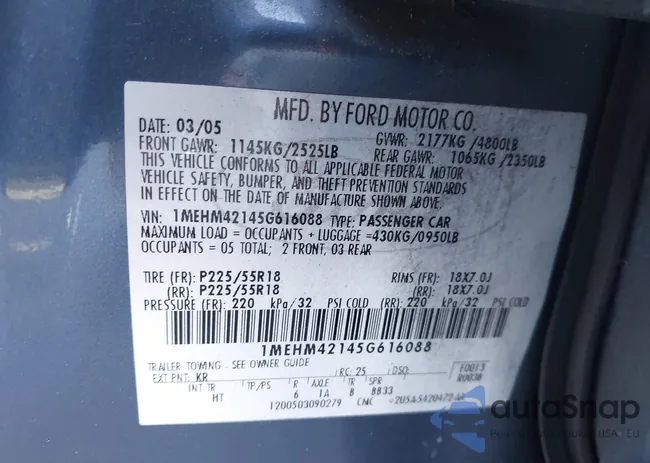 MFD. BY FORD MOTOR CO.
DATE: 03/05 GVWR: 2177KG /4800LB
FRONT GAWR: 1145KG/2525LB REAR GAWR: 1065KG /2350LB
THIS VEHICLE CONFORMS TO ALL APPLICABLE FEDERAL MOTOR
VEHICLE SAFETY, BUMPER, AND THEFT PREVENTION STANDARDS
IN EFFECT ON THE DATE OF MANUFACTURE SHOWN ABOVE.
VIN: 1MEHM42145G616088 TYPE: PASSENGER CAR
MAXIMUM LOAD = OCCUPANTS + LUGGAGE =430KG/0950LB
OCCUPANTS = 05 TOTAL; 2 FRONT, 03 REAR
TIRE (FR): P225/55R18 RIMS (FR): 18X7.0J
(RR): P225/55R18 (RR): 18X7.0J
PRESSURE (FR): 220 kPa/32 PSI COLD (RR): 220 kPa/32 PSI COLD
1MEHM42145G616088
TRAILER TOWING - SEE OWNER GUIDE
EXT PNT: KR RC: 25 DSO: F0013
R0038
INT TR TP/PS R AXLE TR SPR
HT 6 1A B BB33
1200503090279 CMC
autoSnap